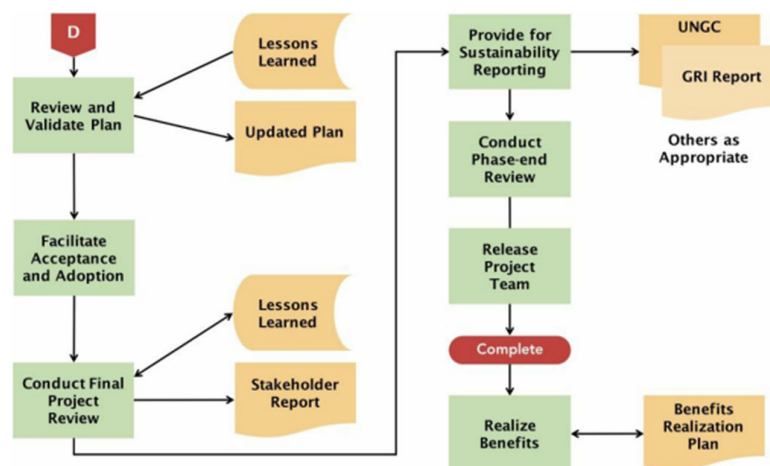 D
Review and
Validate Plan
Lessons
Learned
Updated Plan
Facilitate
Acceptance
and Adoption
Lessons
Learned
Conduct Final
Project
Review
Stakeholder
Report
Provide for
Sustainability
Reporting
UNGC
GRI Report
Others as
Appropriate
Conduct
Phase-end
Review
Release
Project
Team
Complete
Realize
Benefits
Benefits
Realization
Plan